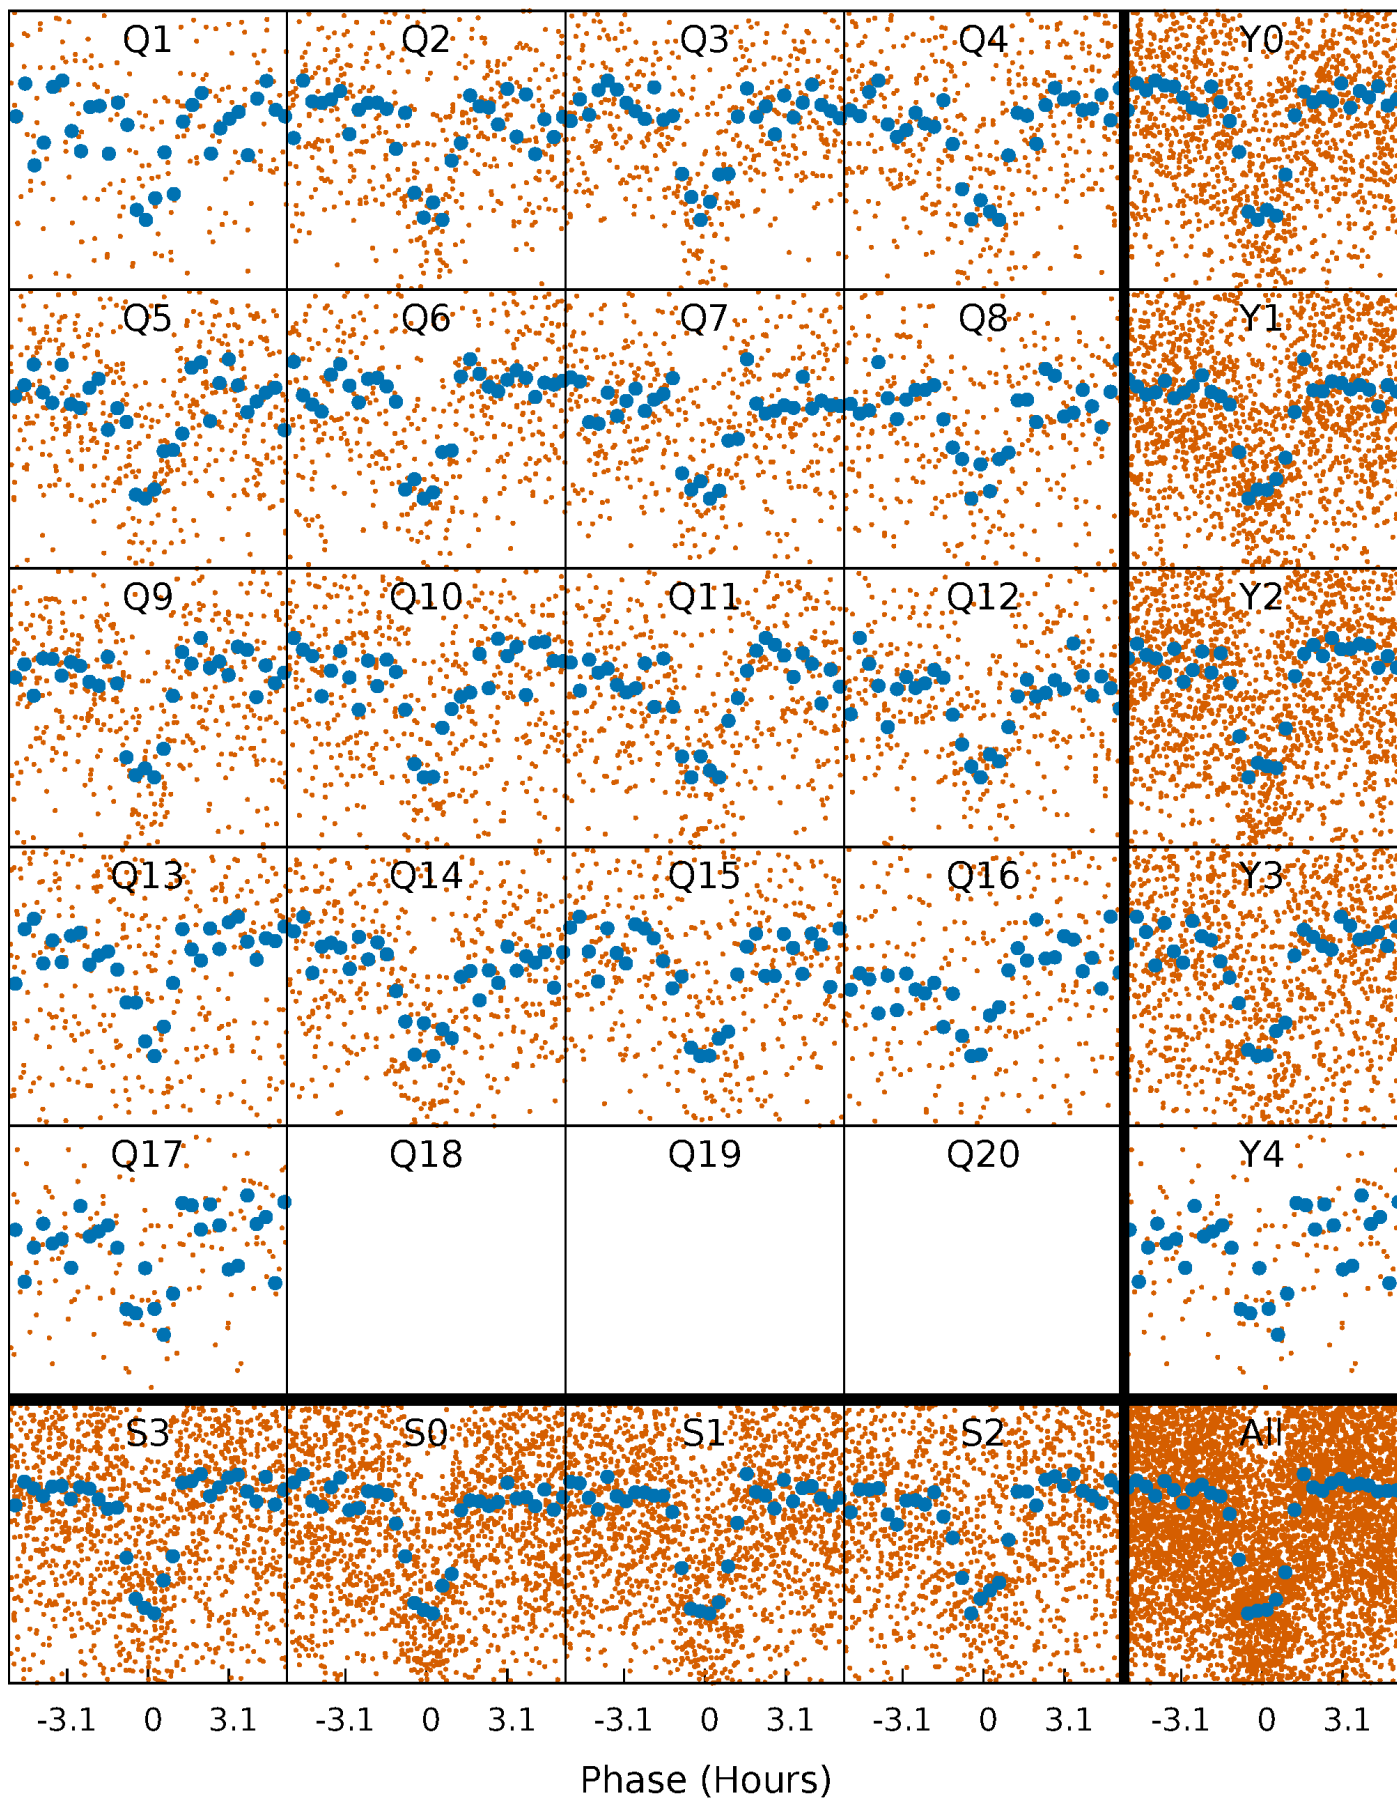 Q1 Q2 Q3 Q4 Y0
Q5 Q6 Q7 Q8 Y1
Q9 Q10 Q11 Q12 Y2
Q13 Q14 Q15 Q16 Y3
Q17 Q18 Q19 Q20 Y4
S3 S0 S1 S2 All
-3.1 0 3.1 -3.1 0 3.1 -3.1 0 3.1 -3.1 0 3.1 -3.1 0 3.1
Phase (Hours)